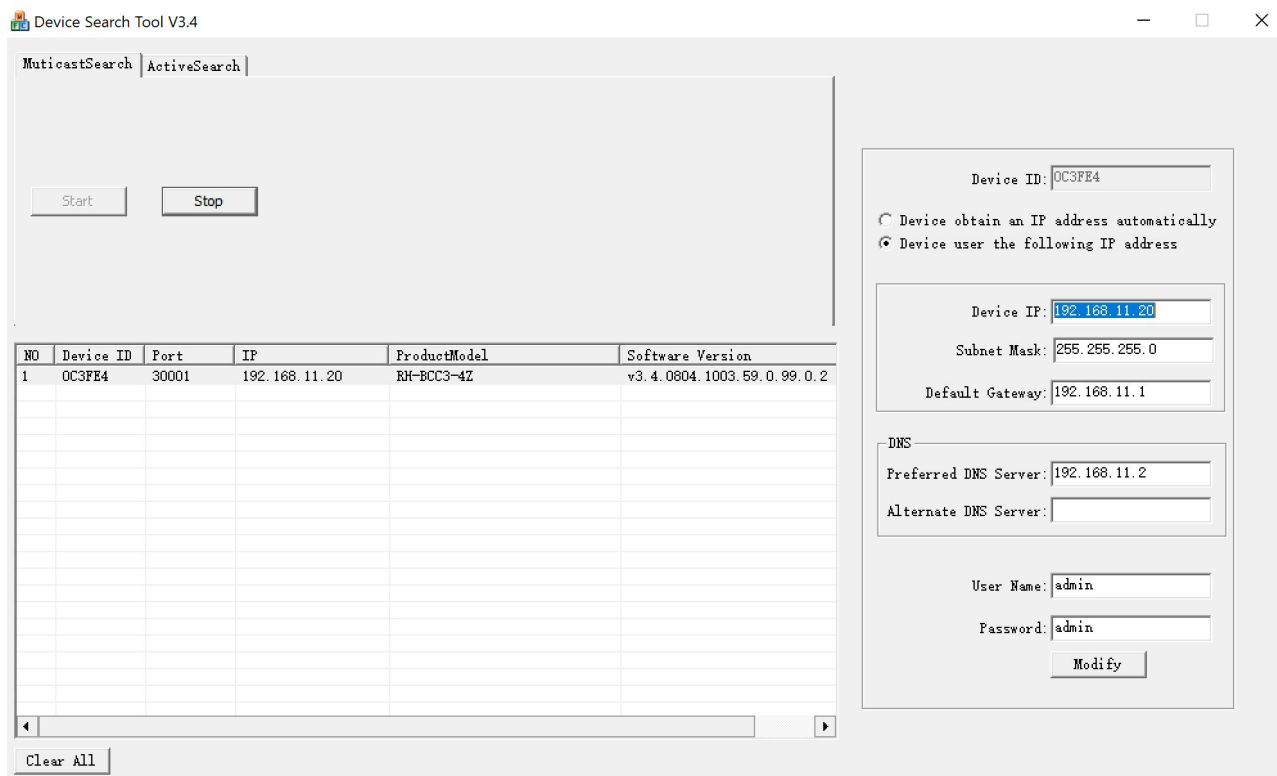 Device Search Tool V3.4
MuticastSearch ActiveSearch
Start Stop
NO Device ID Port IP ProductModel Software Version
1 0C3FE4 30001 192.168.11.20 RH-BCC3-4Z v3.4.0804.1003.59.0.99.0.2
Clear All
Device ID: 0C3FE4
Device obtain an IP address automatically
Device user the following IP address
Device IP: 192.168.11.20
Subnet Mask: 255.255.255.0
Default Gateway: 192.168.11.1
DNS
Preferred DNS Server: 192.168.11.2
Alternate DNS Server:
User Name: admin
Password: admin
Modify